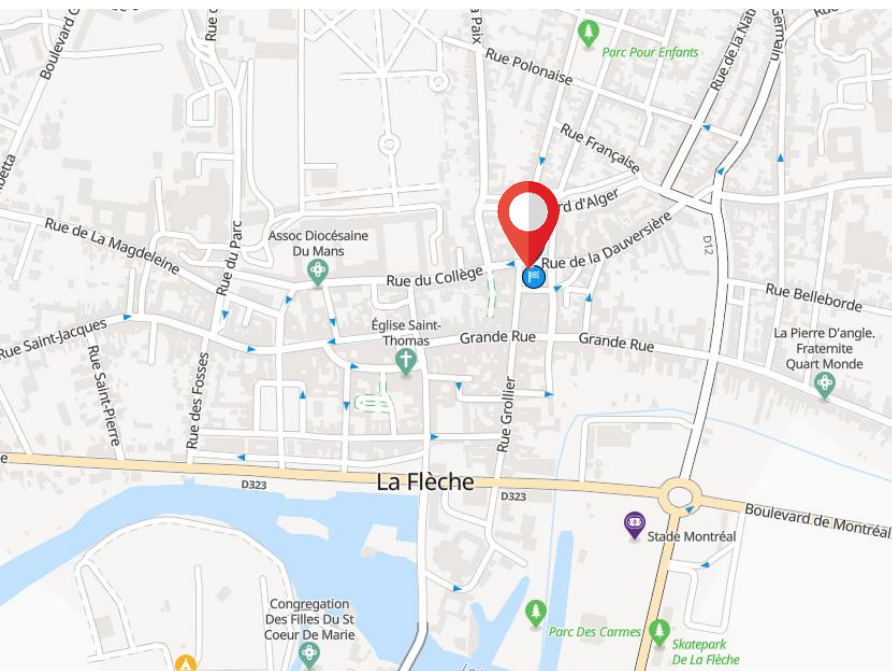 Boulevard
Rue d
la Paix
Parc Pour Enfants
Rue de la Nat
Germain
Rue Polonaise
Rue Française
betta
rd d'Alger
Rue de La Magdeleine
Rue du Parc
Assoc Diocésaine
Du Mans
Rue de la Dauversière
D12
Rue du Collège
Rue Belleborde
Rue Saint-Jacques
Église Saint-
Thomas
Grande Rue
Grande Rue
La Pierre D'angle.
Fraternite
Quart Monde
Rue Saint-Pierre
Rue des Fosses
Rue Grollier
La Flèche
D323
D323
Boulevard de Montréal
Stade Montréal
Congregation
Des Filles Du St
Coeur De Marie
Parc Des Carmes
Skatepark
De La Flèche